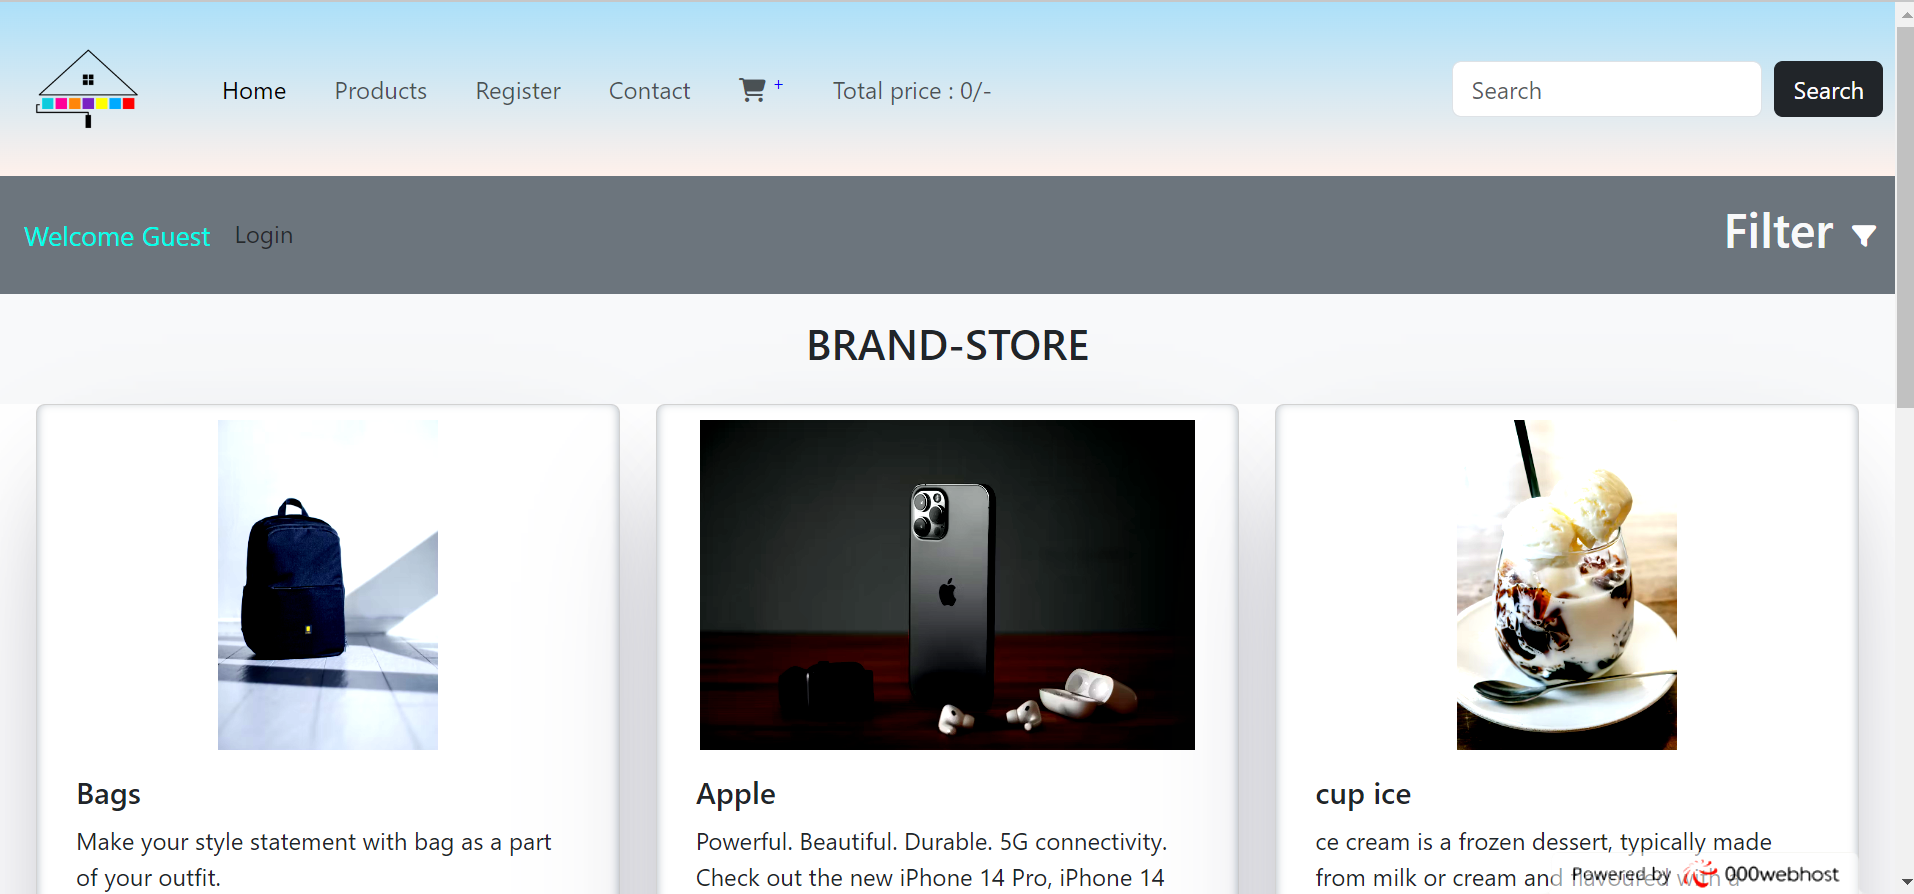 Home Products Register Contact + Total price : 0/- Search Search
Welcome Guest Login Filter
BRAND-STORE
Bags
Make your style statement with bag as a part
of your outfit.
Apple
Powerful. Beautiful. Durable. 5G connectivity.
Check out the new iPhone 14 Pro, iPhone 14
cup ice
ce cream is a frozen dessert, typically made
from milk or cream and flavoured with a
Powered by 000webhost